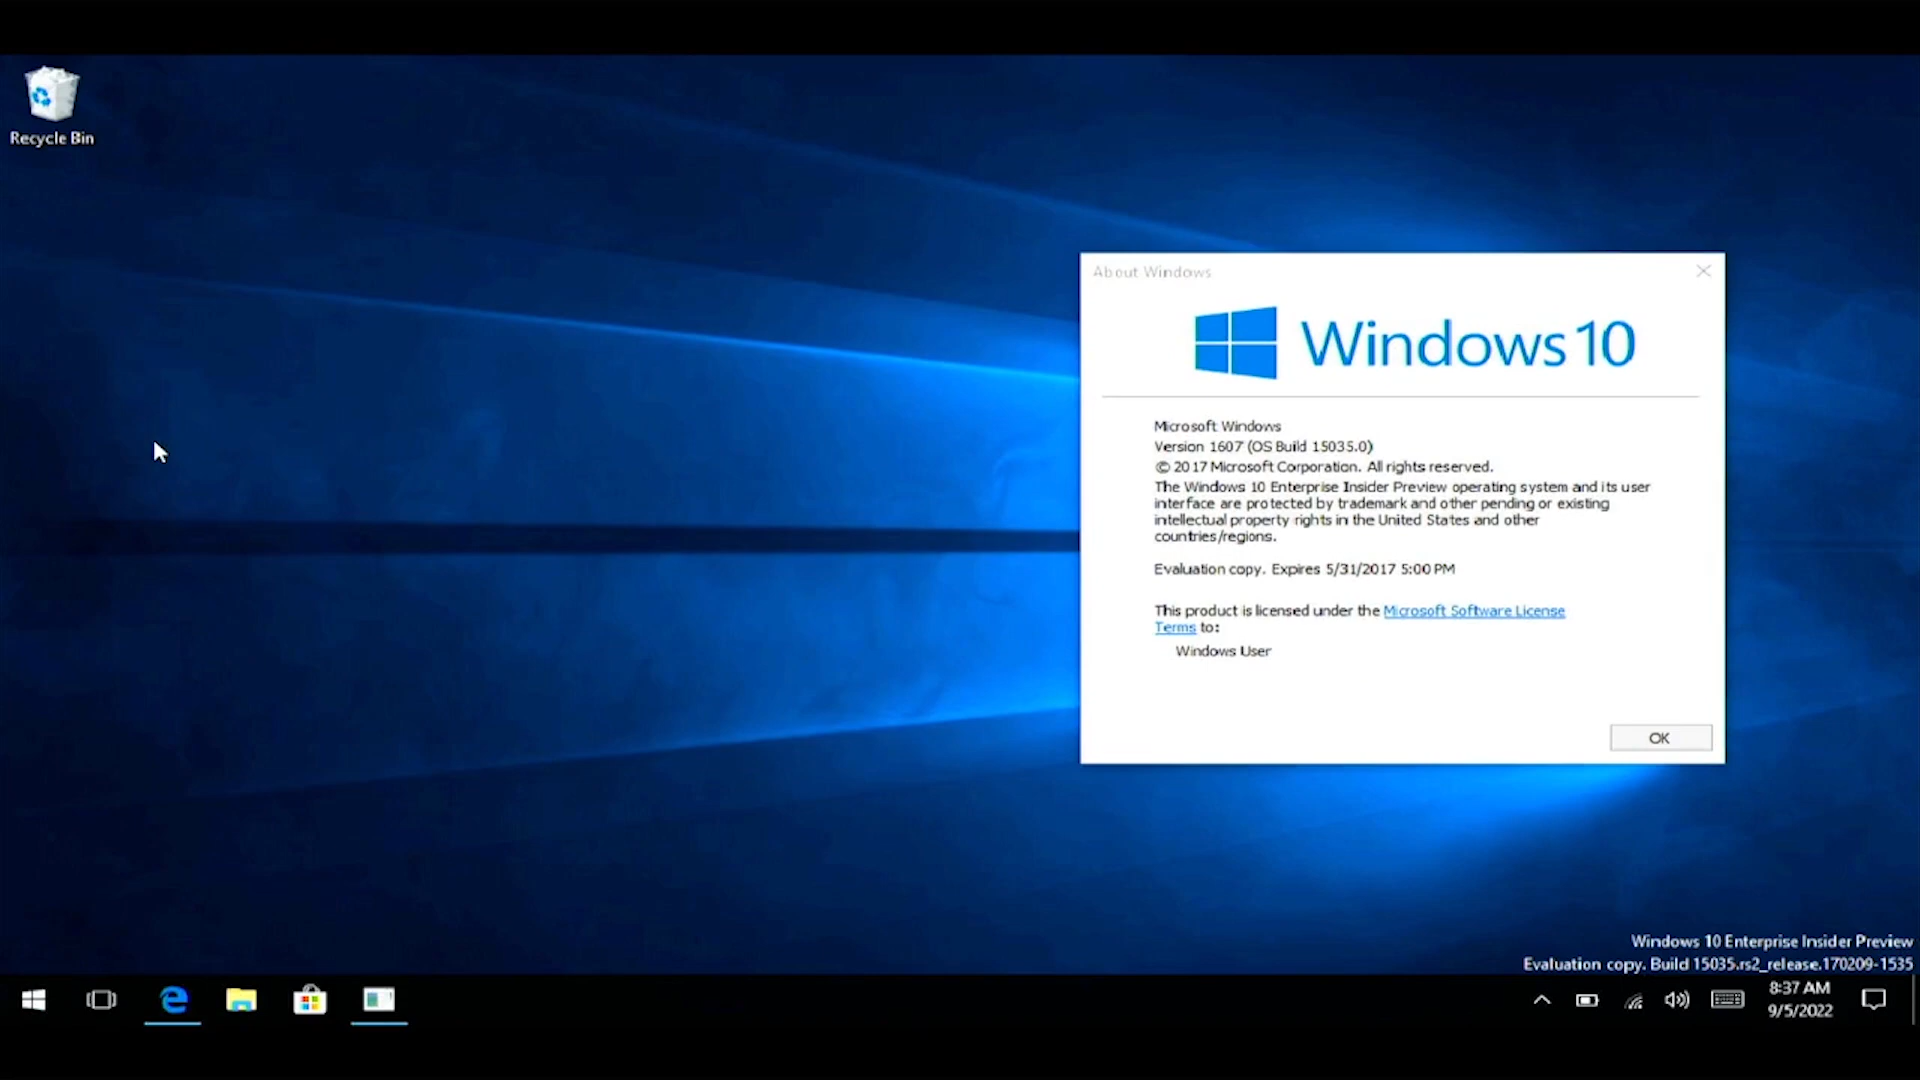 Recycle Bin
About Windows
Windows 10
Microsoft Windows
Version 1607 (OS Build 15035.0)
© 2017 Microsoft Corporation. All rights reserved.
The Windows 10 Enterprise Insider Preview operating system and its user
interface are protected by trademark and other pending or existing
intellectual property rights in the United States and other
countries/regions.
Evaluation copy. Expires 5/31/2017 5:00 PM
This product is licensed under the Microsoft Software License
Terms to:
Windows User
OK
Windows 10 Enterprise Insider Preview
Evaluation copy. Build 15035.rs2_release.170209-1535
8:37 AM
9/5/2022